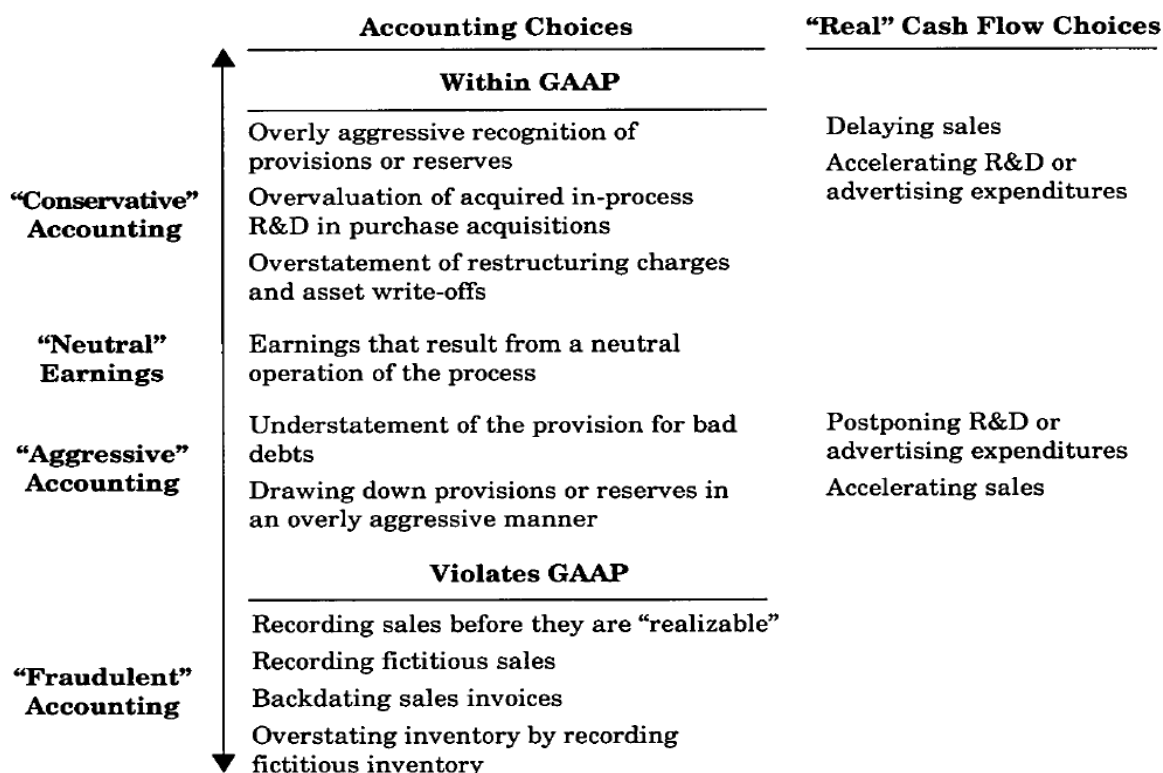 Accounting Choices
“Real” Cash Flow Choices
Within GAAP
“Conservative”
Accounting
Overly aggressive recognition of
provisions or reserves
Overvaluation of acquired in-process
R&D in purchase acquisitions
Overstatement of restructuring charges
and asset write-offs
Delaying sales
Accelerating R&D or
advertising expenditures
“Neutral”
Earnings
Earnings that result from a neutral
operation of the process
“Aggressive”
Accounting
Understatement of the provision for bad
debts
Drawing down provisions or reserves in
an overly aggressive manner
Postponing R&D or
advertising expenditures
Accelerating sales
Violates GAAP
“Fraudulent”
Accounting
Recording sales before they are “realizable”
Recording fictitious sales
Backdating sales invoices
Overstating inventory by recording
fictitious inventory